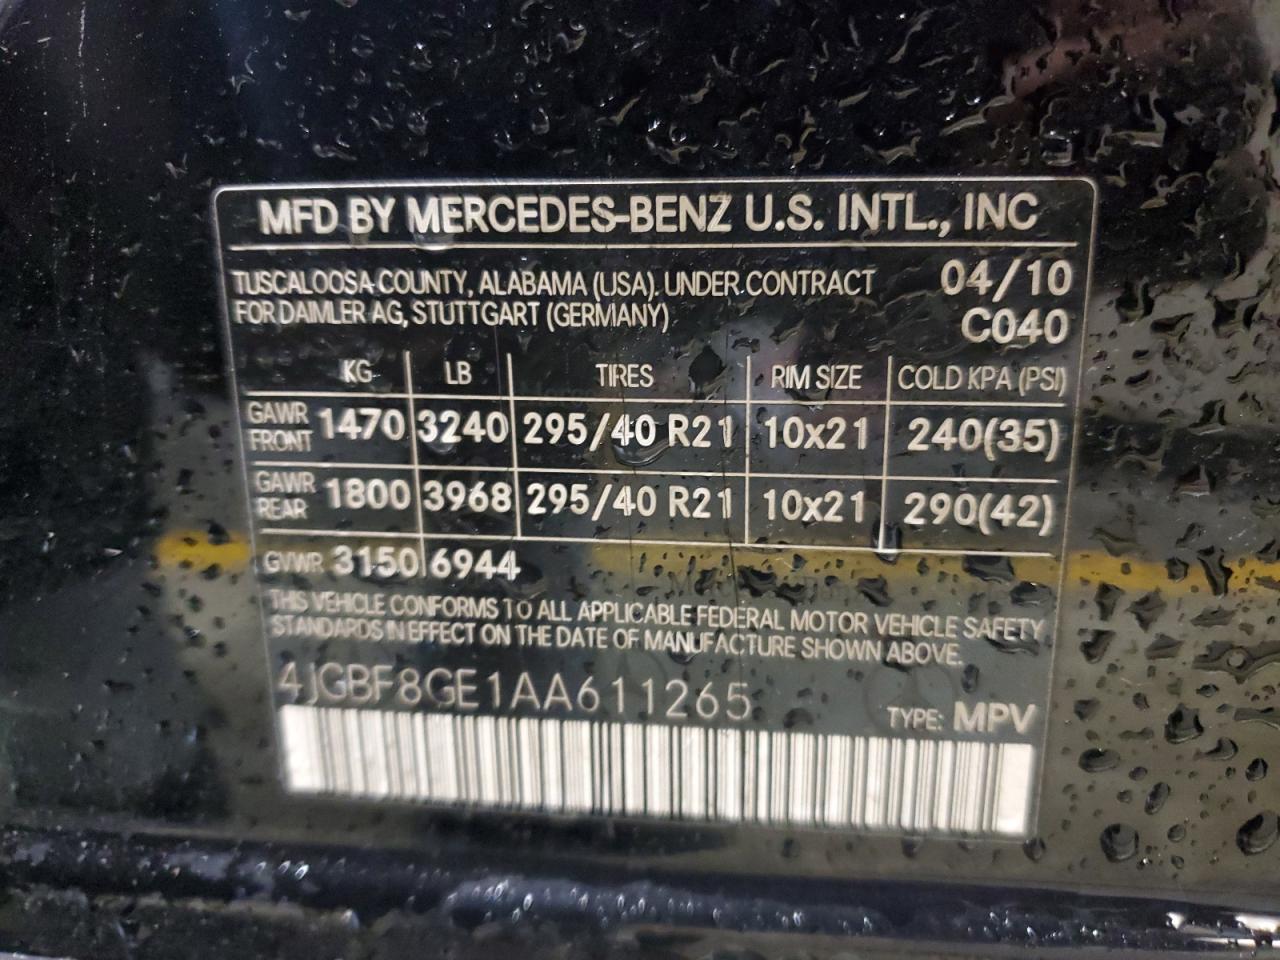 MFD BY MERCEDES-BENZ U.S. INTL., INC
TUSCALOOSA COUNTY, ALABAMA (USA), UNDER CONTRACT 04/10
FOR DAIMLER AG, STUTTGART (GERMANY) C040
KG LB TIRES RIM SIZE COLD KPA (PSI)
GAWR FRONT 1470 3240 295/40 R21 10x21 240(35)
GAWR REAR 1800 3968 295/40 R21 10x21 290(42)
GVWR 3150 6944
THIS VEHICLE CONFORMS TO ALL APPLICABLE FEDERAL MOTOR VEHICLE SAFETY
STANDARDS IN EFFECT ON THE DATE OF MANUFACTURE SHOWN ABOVE.
4JGBF8GE1AA611265 TYPE: MPV